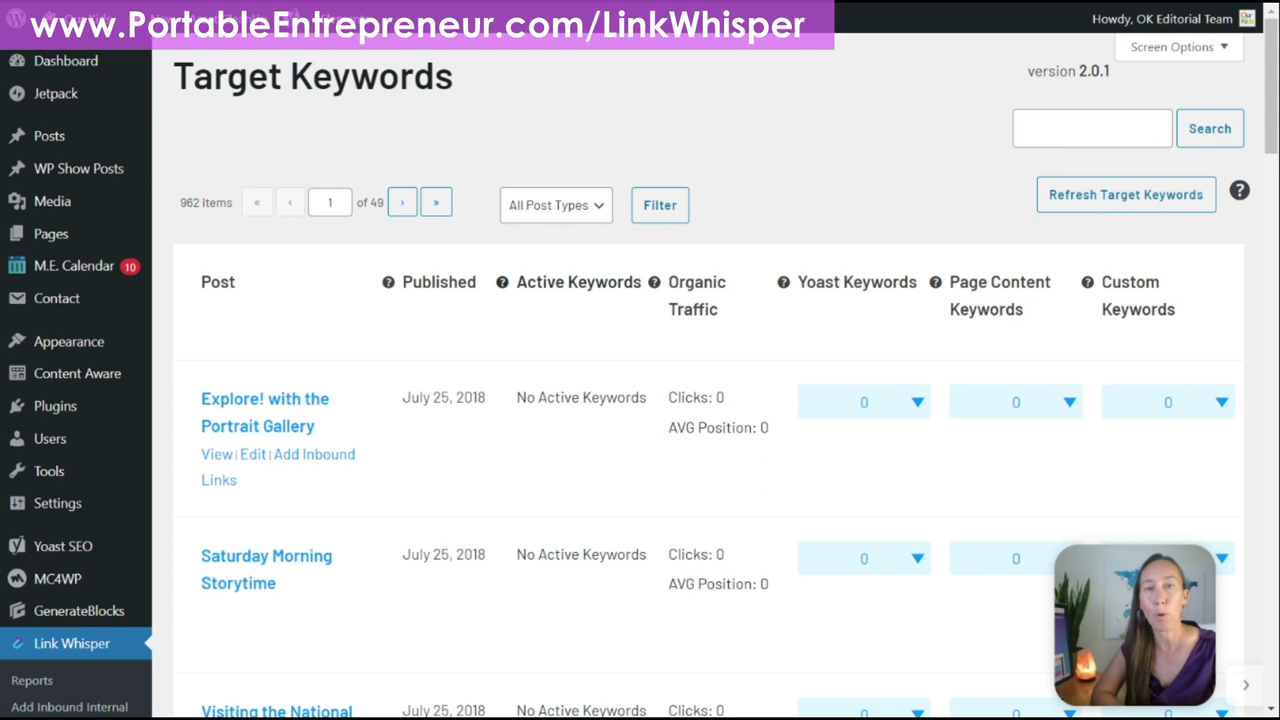 www.PortableEntrepreneur.com/LinkWhisper
Howdy, OK Editorial Team
Screen Options
Dashboard
Jetpack
Posts
WP Show Posts
Media
Pages
M.E. Calendar 10
Contact
Appearance
Content Aware
Plugins
Users
Tools
Settings
Yoast SEO
MC4WP
GenerateBlocks
Link Whisper
Reports
Add Inbound Internal
Target Keywords
version 2.0.1
Search
962 items « ‹ 1 of 49 › »
All Post Types
Filter
Refresh Target Keywords ?
Post
? Published
? Active Keywords
? Organic Traffic
? Yoast Keywords
? Page Content Keywords
? Custom Keywords
Explore! with the
Portrait Gallery
View | Edit | Add Inbound
Links
July 25, 2018
No Active Keywords
Clicks: 0
AVG Position: 0
0
0
0
Saturday Morning
Storytime
July 25, 2018
No Active Keywords
Clicks: 0
AVG Position: 0
0
0
Visiting the National
July 25, 2018
No Active Keywords
Clicks: 0
0
0
0